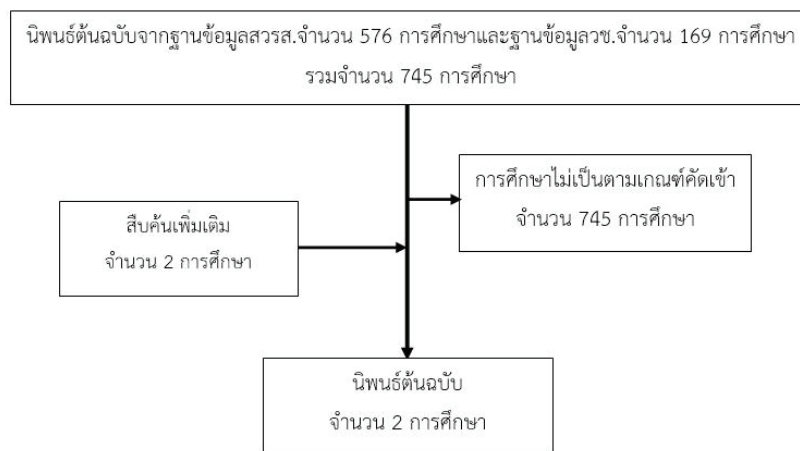 นิพนธ์ต้นฉบับจากฐานข้อมูลสวรส.จำนวน 576 การศึกษาและฐานข้อมูลวช.จำนวน 169 การศึกษา
รวมจำนวน 745 การศึกษา
การศึกษาไม่เป็นตามเกณฑ์คัดเข้า
จำนวน 745 การศึกษา
สืบค้นเพิ่มเติม
จำนวน 2 การศึกษา
นิพนธ์ต้นฉบับ
จำนวน 2 การศึกษา